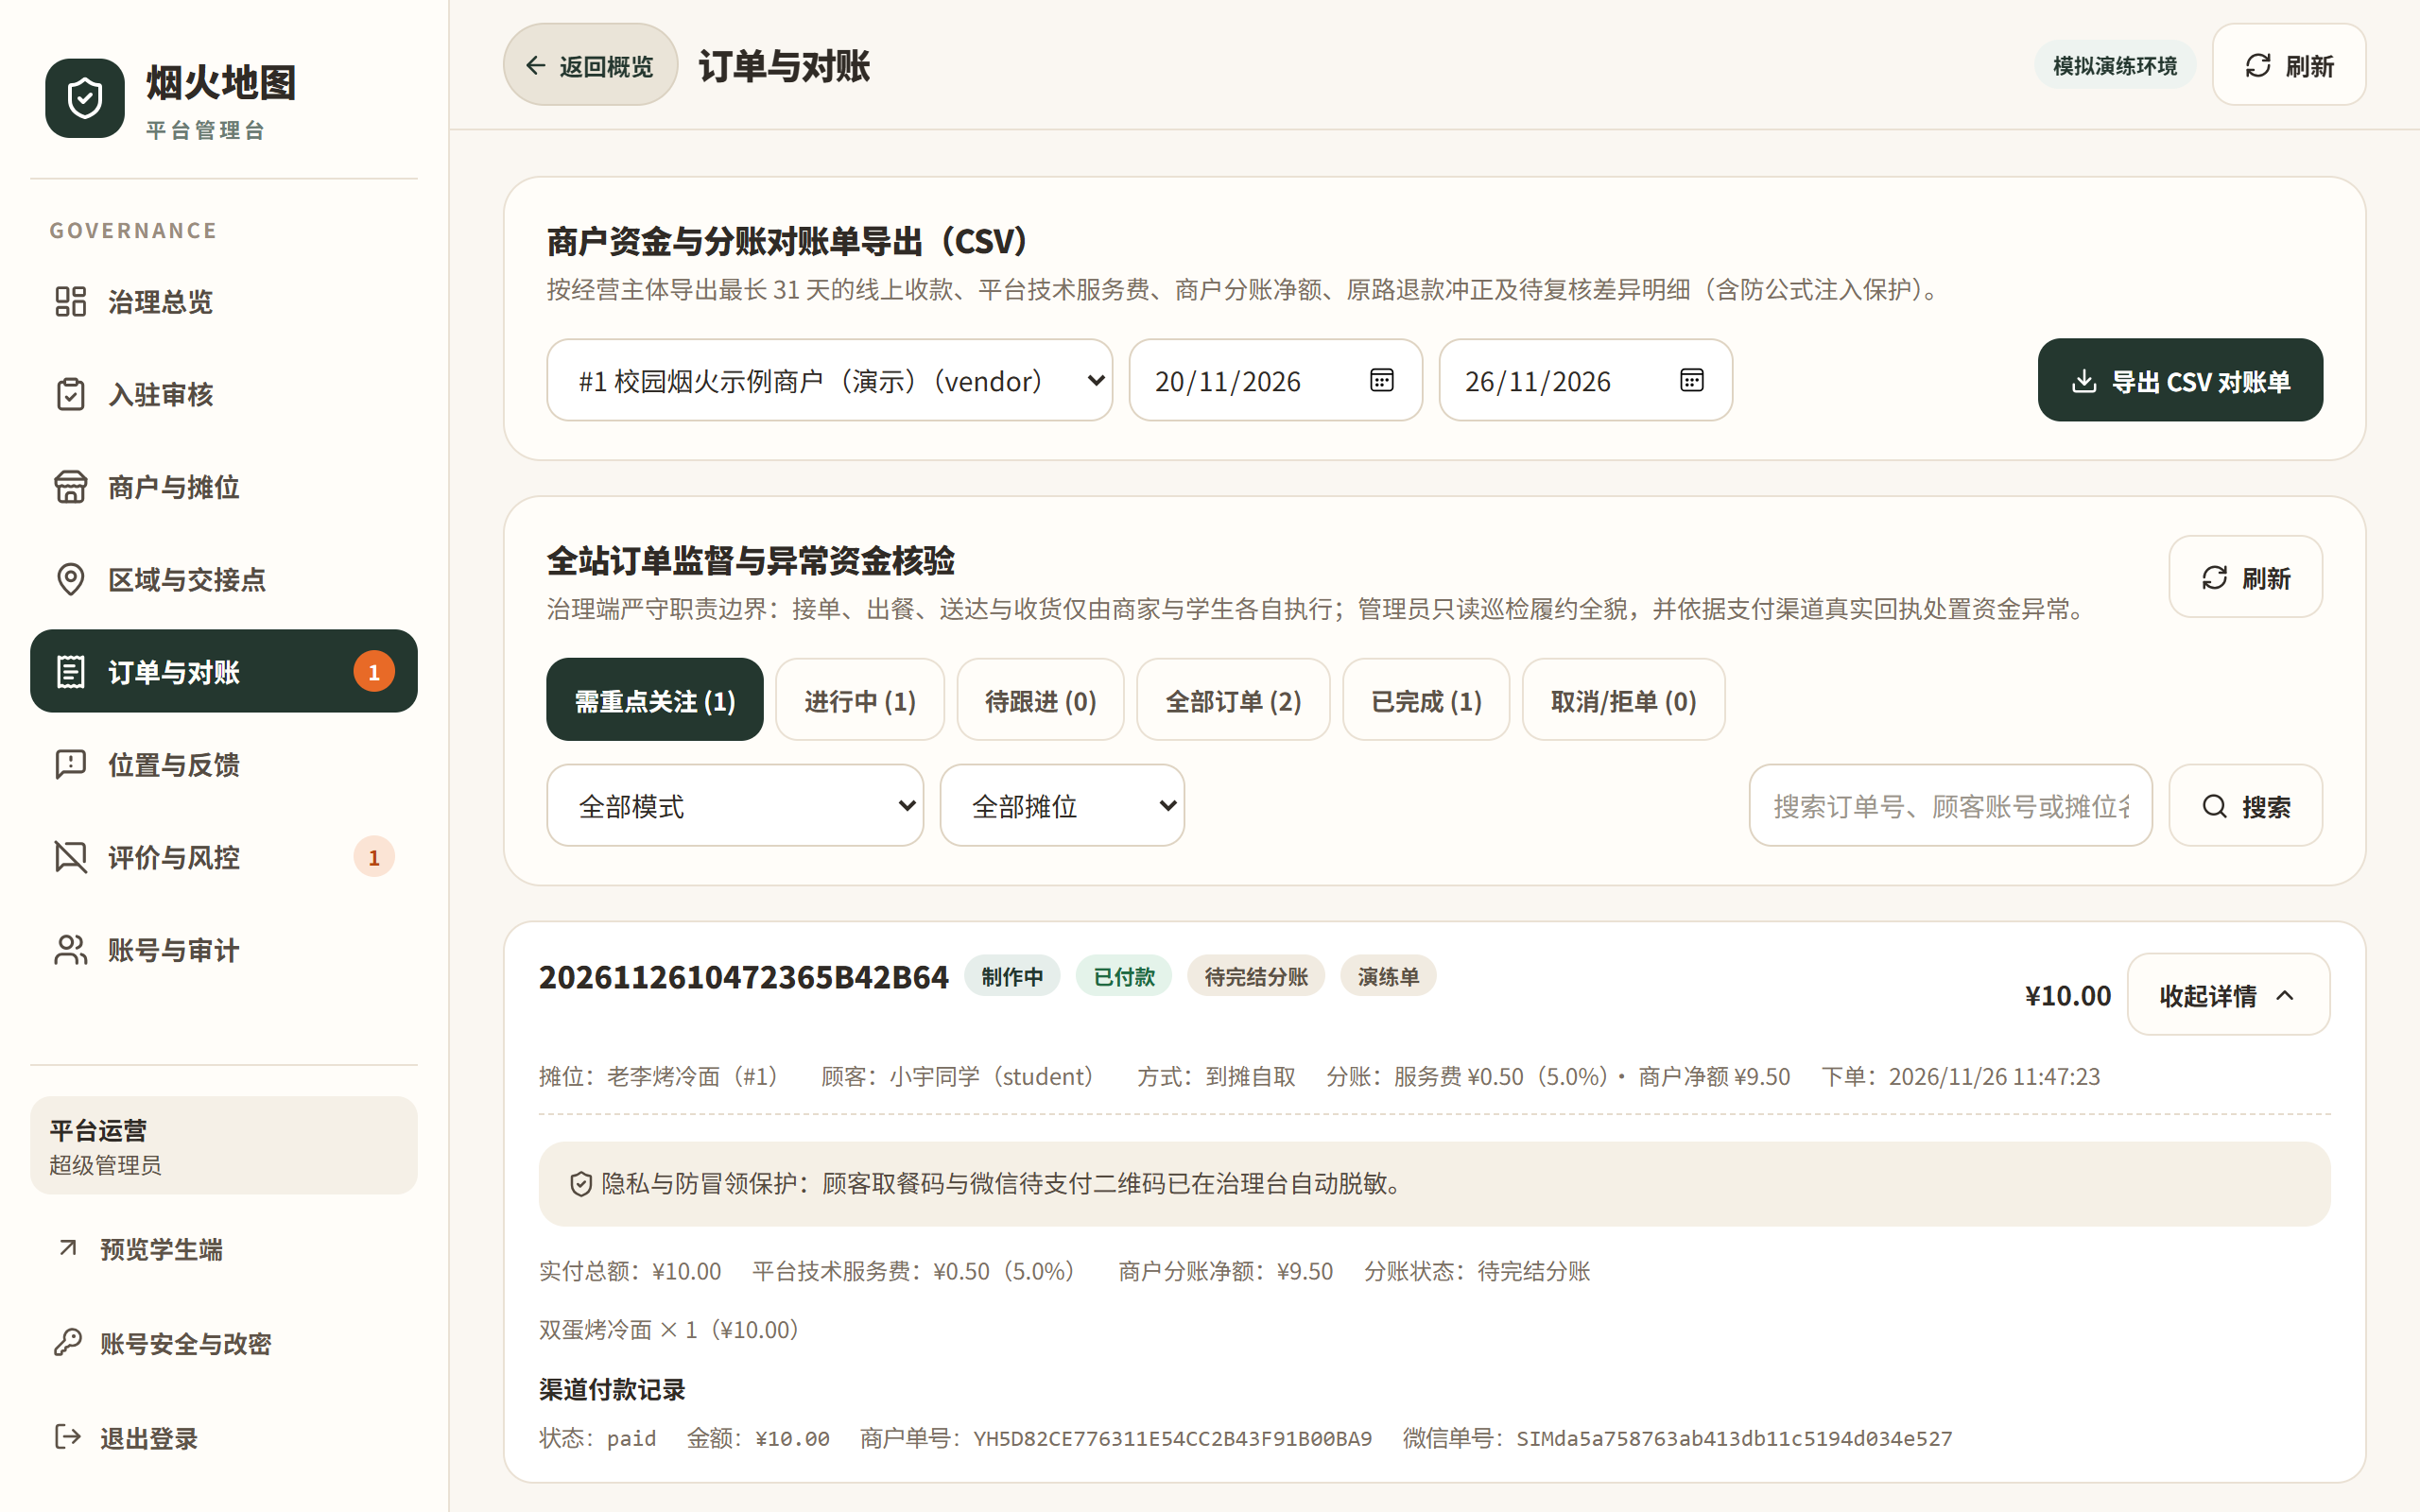 烟火地图
平台管理台
GOVERNANCE
治理总览
入驻审核
商户与摊位
区域与交接点
订单与对账 1
位置与反馈
评价与风控 1
账号与审计
平台运营
超级管理员
预览学生端
账号安全与改密
退出登录
返回概览 订单与对账 模拟演练环境 刷新
商户资金与分账对账单导出（CSV）
按经营主体导出最长 31 天的线上收款、平台技术服务费、商户分账净额、原路退款冲正及待复核差异明细（含防公式注入保护）。
#1 校园烟火示例商户（演示）（vendor） 20/11/2026 26/11/2026 导出 CSV 对账单
全站订单监督与异常资金核验 刷新
治理端严守职责边界：接单、出餐、送达与收货仅由商家与学生各自执行；管理员只读巡检履约全貌，并依据支付渠道真实回执处置资金异常。
需重点关注 (1) 进行中 (1) 待跟进 (0) 全部订单 (2) 已完成 (1) 取消/拒单 (0)
全部模式 全部摊位 搜索订单号、顾客账号或摊位 搜索
2026112610472365B42B64 制作中 已付款 待完结分账 演练单 ¥10.00 收起详情
摊位：老李烤冷面（#1） 顾客：小宇同学（student） 方式：到摊自取 分账：服务费 ¥0.50（5.0%）· 商户净额 ¥9.50 下单：2026/11/26 11:47:23
隐私与防冒领保护：顾客取餐码与微信待支付二维码已在治理台自动脱敏。
实付总额：¥10.00 平台技术服务费：¥0.50（5.0%） 商户分账净额：¥9.50 分账状态：待完结分账
双蛋烤冷面 × 1（¥10.00）
渠道付款记录
状态：paid 金额：¥10.00 商户单号：YH5D82CE776311E54CC2B43F91B00BA9 微信单号：SIMda5a758763ab413db11c5194d034e527